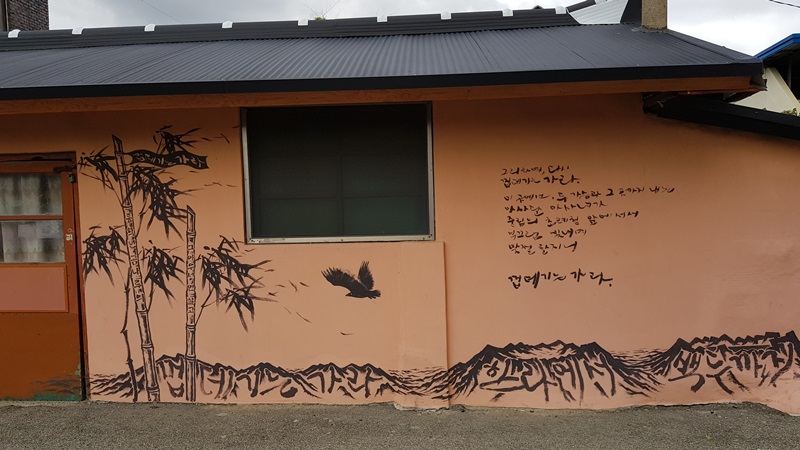 그리하여, 다시
껍데기는 가라.
이 곳에선, 두 가슴과 그 곳까지 내논
아사달 아사녀가
중립의 초례청 앞에 서서
부끄럼 빛내며
맞절할지니
껍데기는 가라.
껍데기는 가라 한라에서 백두까지